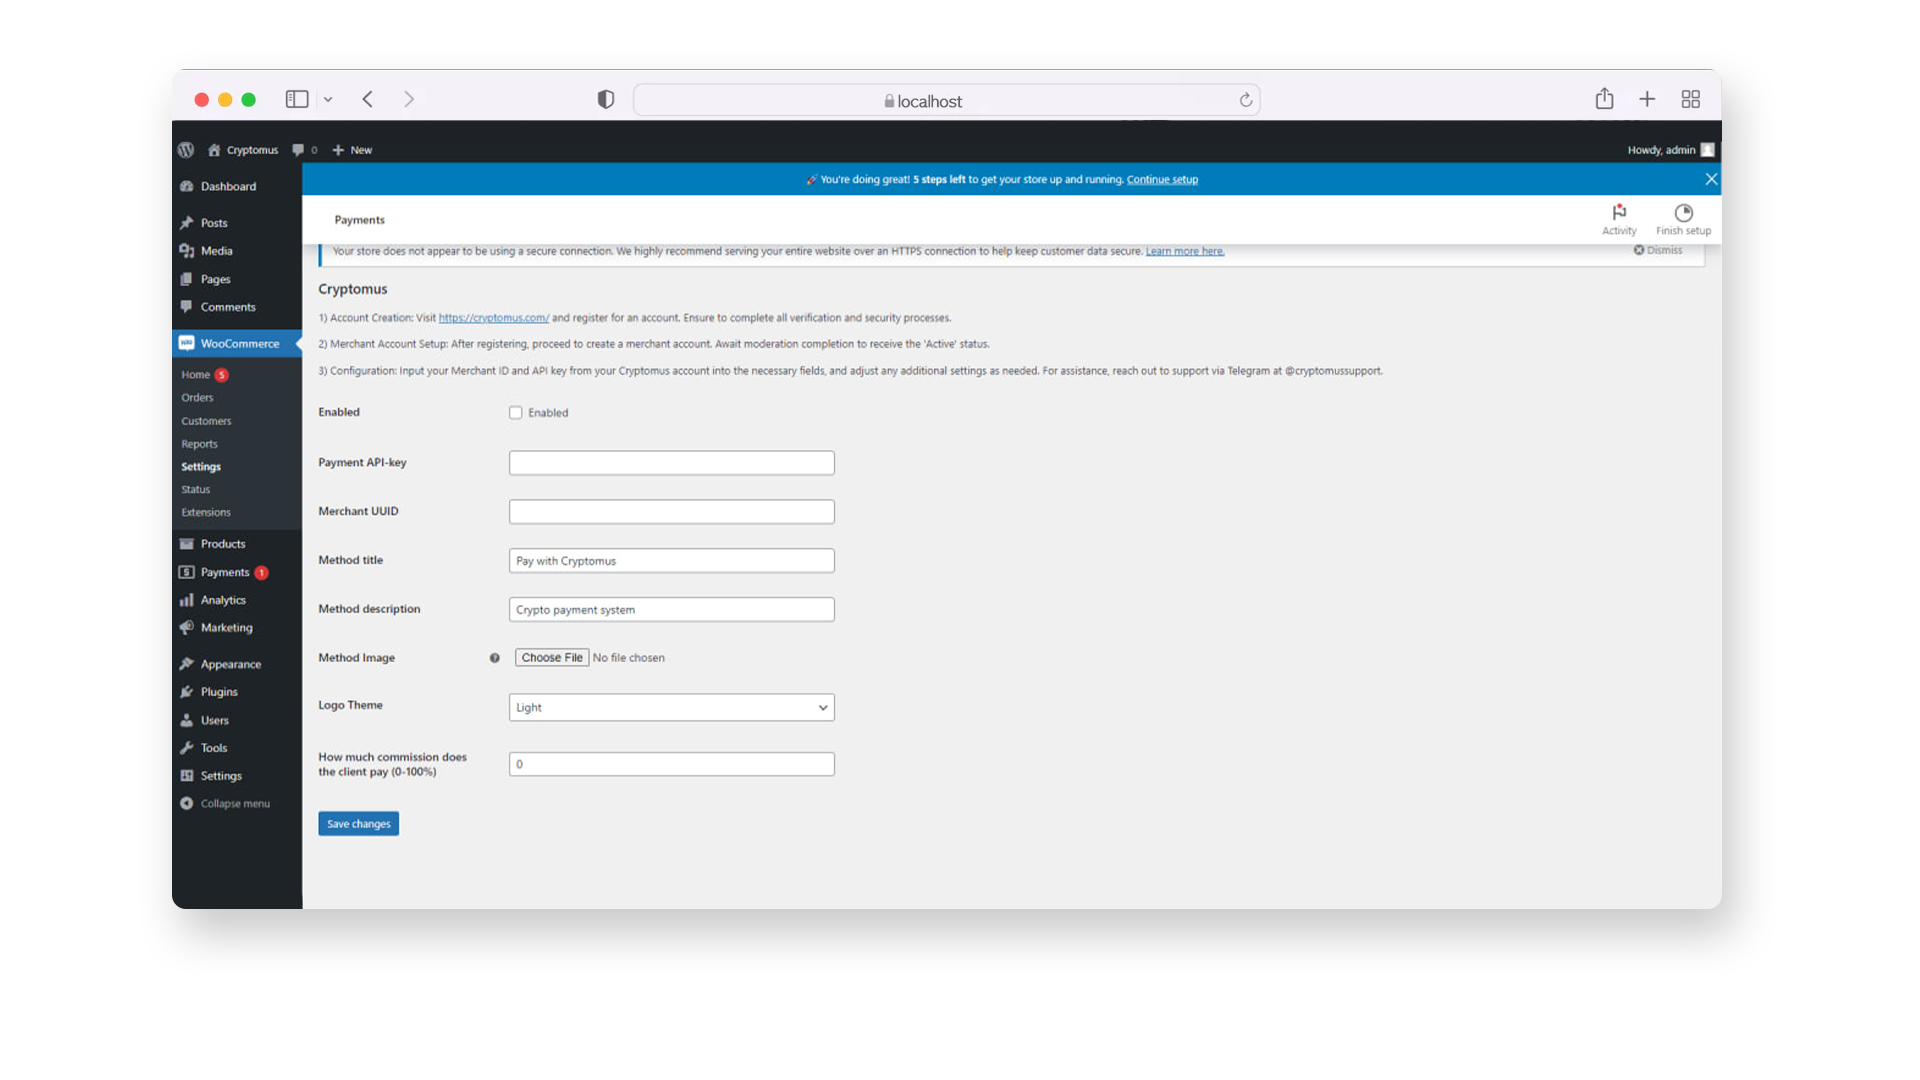 localhost
Cryptomus 0 New
Howdy, admin
Dashboard
Posts
Media
Pages
Comments
WooCommerce
Home 5
Orders
Customers
Reports
Settings
Status
Extensions
Products
Payments 1
Analytics
Marketing
Appearance
Plugins
Users
Tools
Settings
Collapse menu
You're doing great! 5 steps left to get your store up and running. Continue setup
Payments
Activity
Finish setup
Your store does not appear to be using a secure connection. We highly recommend serving your entire website over an HTTPS connection to help keep customer data secure. Learn more here.
Dismiss
Cryptomus
1) Account Creation: Visit https://cryptomus.com/ and register for an account. Ensure to complete all verification and security processes.
2) Merchant Account Setup: After registering, proceed to create a merchant account. Await moderation completion to receive the 'Active' status.
3) Configuration: Input your Merchant ID and API key from your Cryptomus account into the necessary fields, and adjust any additional settings as needed. For assistance, reach out to support via Telegram at @cryptomussupport.
Enabled
Enabled
Payment API-key
Merchant UUID
Method title
Pay with Cryptomus
Method description
Crypto payment system
Method Image
Choose File No file chosen
Logo Theme
Light
How much commission does
the client pay (0-100%)
0
Save changes